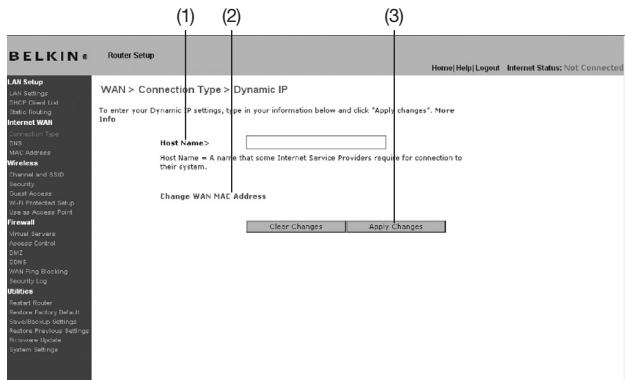 (1) (2) (3)
BELKIN®
Router Setup
Home|Help|Logout Internet Status: Not Connected
LAN Setup
LAN Settings
DHCP Client List
Static Routing
Internet WAN
Connection Type
DNS
MAC Address
Wireless
Channel and SSID
Security
Guest Access
Wi-Fi Protected Setup
Use as Access Point
Firewall
Virtual Servers
Access Control
DMZ
DDNS
WAN Ping Blocking
Security Log
Utilities
Restart Router
Restore Factory Default
Save/Backup Settings
Restore Previous Settings
Firmware Update
System Settings
WAN > Connection Type > Dynamic IP
To enter your Dynamic IP settings, type in your information below and click "Apply changes". More
Info
Host Name>
Host Name = A name that some Internet Service Providers require for connection to
their system.
Change WAN MAC Address
Clear Changes Apply Changes